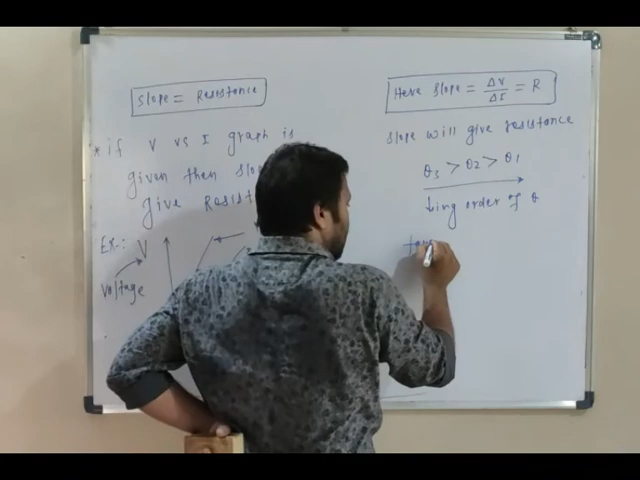 Slope = Resistance
* if V vs I graph is
given then slo
give Resist
Ex:- V
voltage
Here slope = ΔV/ΔI = R
slope will give resistance
θ3 > θ2 > θ1
order of θ
tan